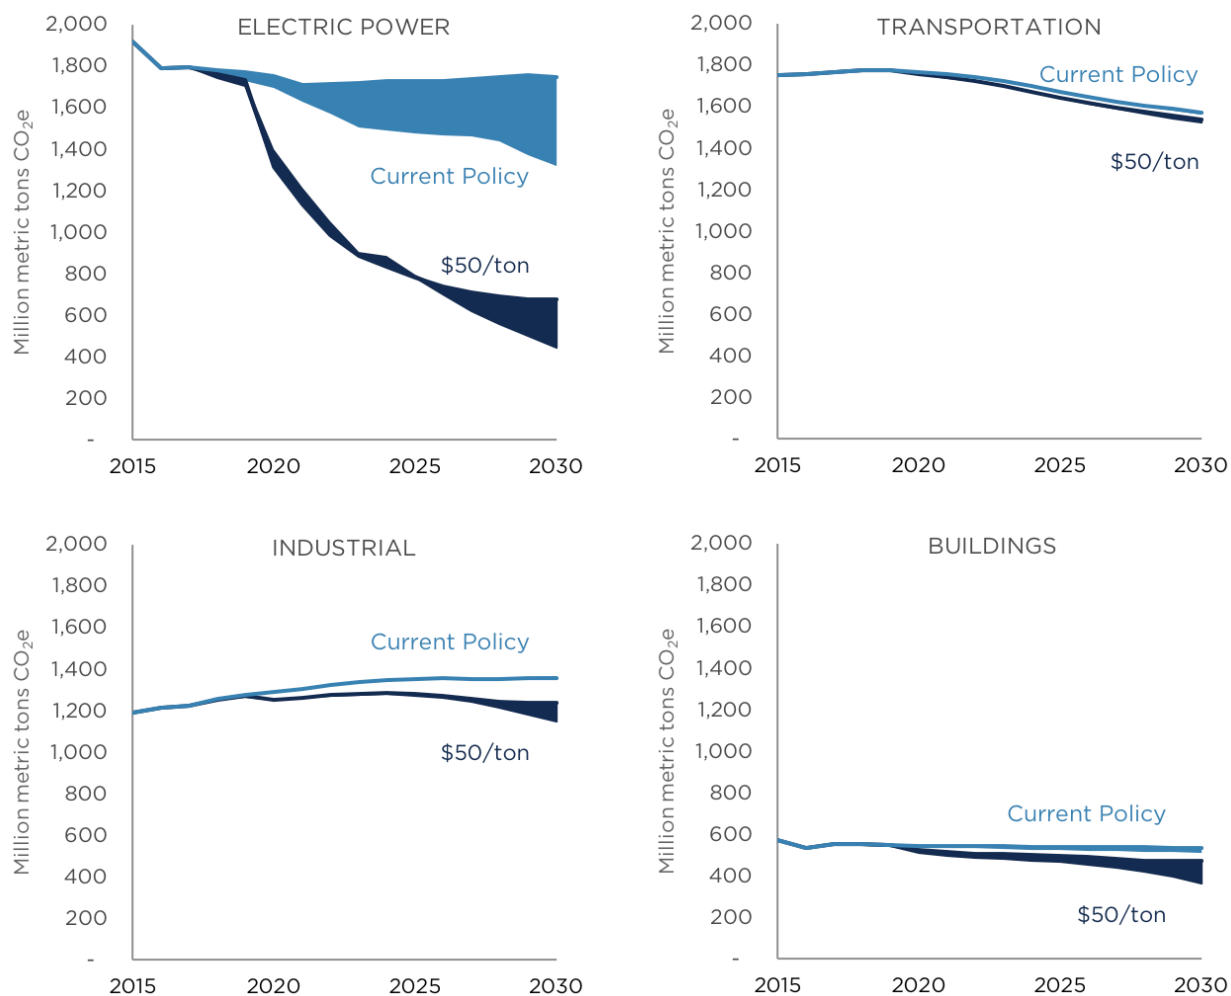 ELECTRIC POWER
Million metric tons CO₂e
2,000
1,800
1,600
1,400
1,200
1,000
800
600
400
200
-
Current Policy
$50/ton
2015 2020 2025 2030
TRANSPORTATION
Million metric tons CO₂e
2,000
1,800
1,600
1,400
1,200
1,000
800
600
400
200
-
Current Policy
$50/ton
2015 2020 2025 2030
INDUSTRIAL
Million metric tons CO₂e
2,000
1,800
1,600
1,400
1,200
1,000
800
600
400
200
-
Current Policy
$50/ton
2015 2020 2025 2030
BUILDINGS
Million metric tons CO₂e
2,000
1,800
1,600
1,400
1,200
1,000
800
600
400
200
-
Current Policy
$50/ton
2015 2020 2025 2030